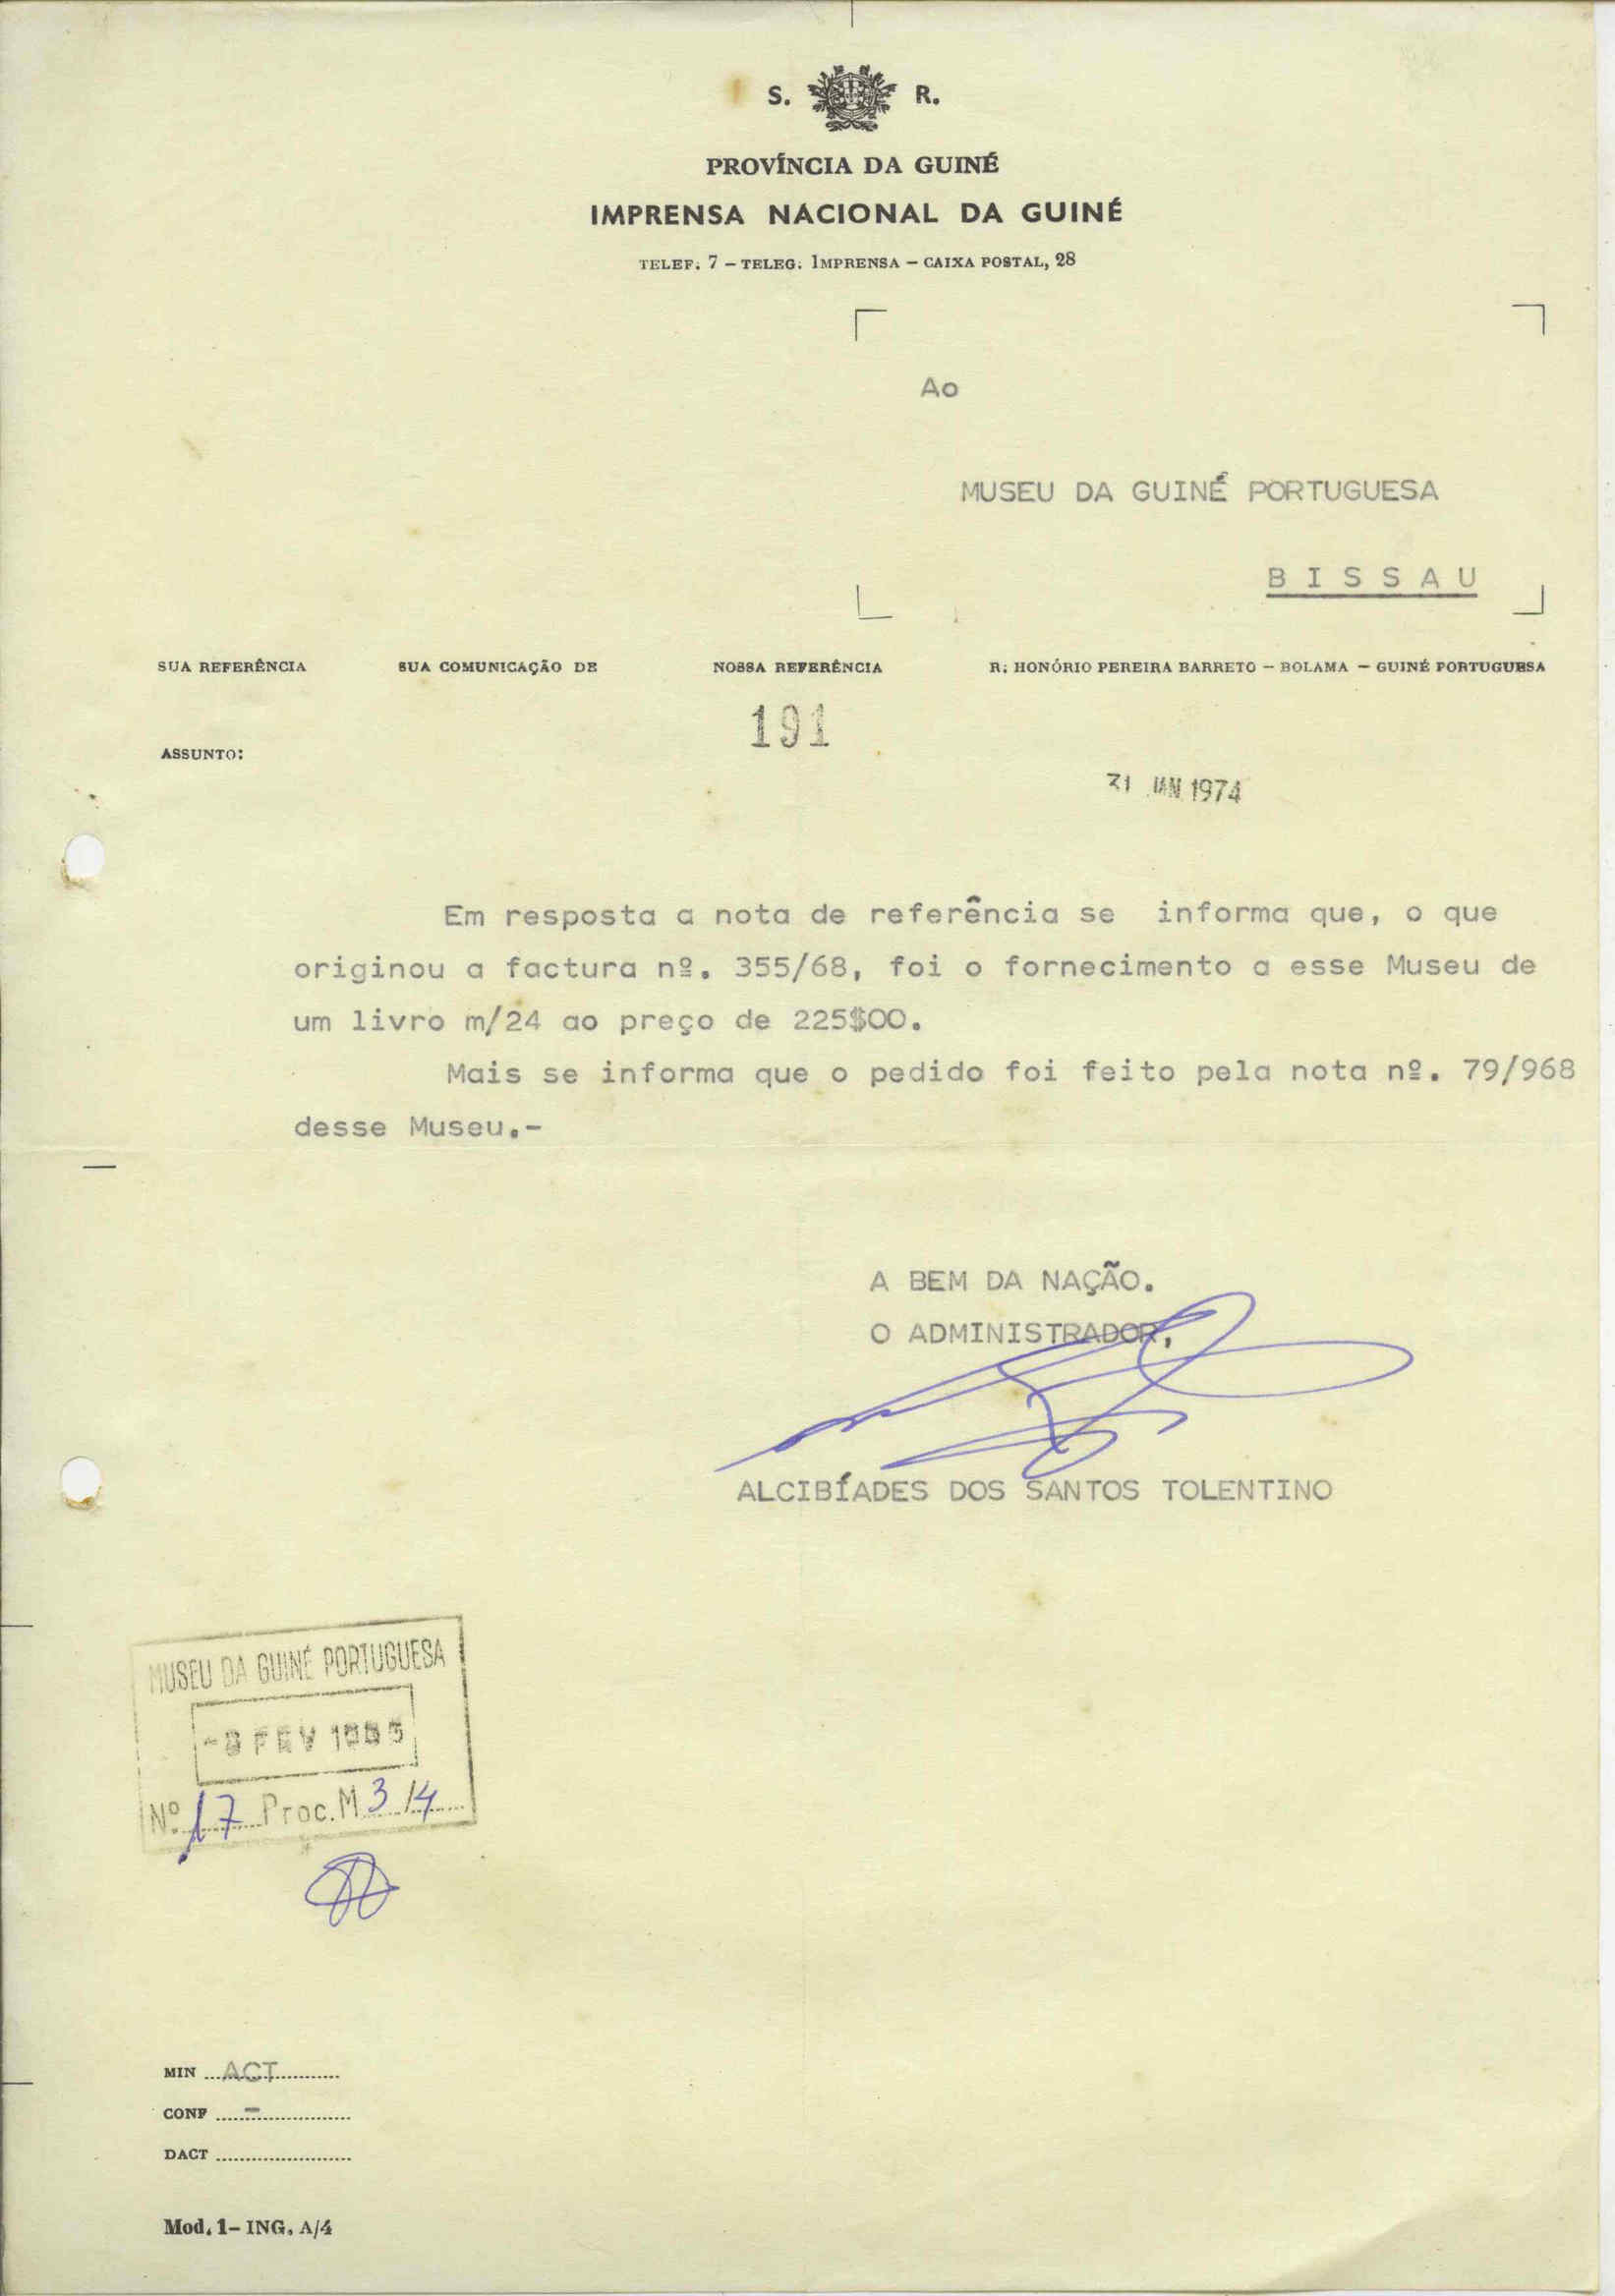 S. R.
PROVÍNCIA DA GUINÉ
IMPRENSA NACIONAL DA GUINÉ
TELEF. 7 – TELEG. IMPRENSA – CAIXA POSTAL, 28
Ao
MUSEU DA GUINÉ PORTUGUESA
B I S S A U
SUA REFERÊNCIA SUA COMUNICAÇÃO DE NOSSA REFERÊNCIA R. HONÓRIO PEREIRA BARRETO – BOLAMA – GUINÉ PORTUGUESA
191
ASSUNTO:
31 JAN 1974
Em resposta a nota de referência se informa que, o que
originou a factura nº. 355/68, foi o fornecimento a esse Museu de
um livro m/24 ao preço de 225$00.
Mais se informa que o pedido foi feito pela nota nº. 79/968
desse Museu.-
A BEM DA NAÇÃO.
O ADMINISTRADOR,
ALCIBÍADES DOS SANTOS TOLENTINO
MUSEU DA GUINÉ PORTUGUESA
FEV
Nº 17 Proc. M 3/4
MIN ACT
CONF -
DACT
Mod. 1– ING. A/4